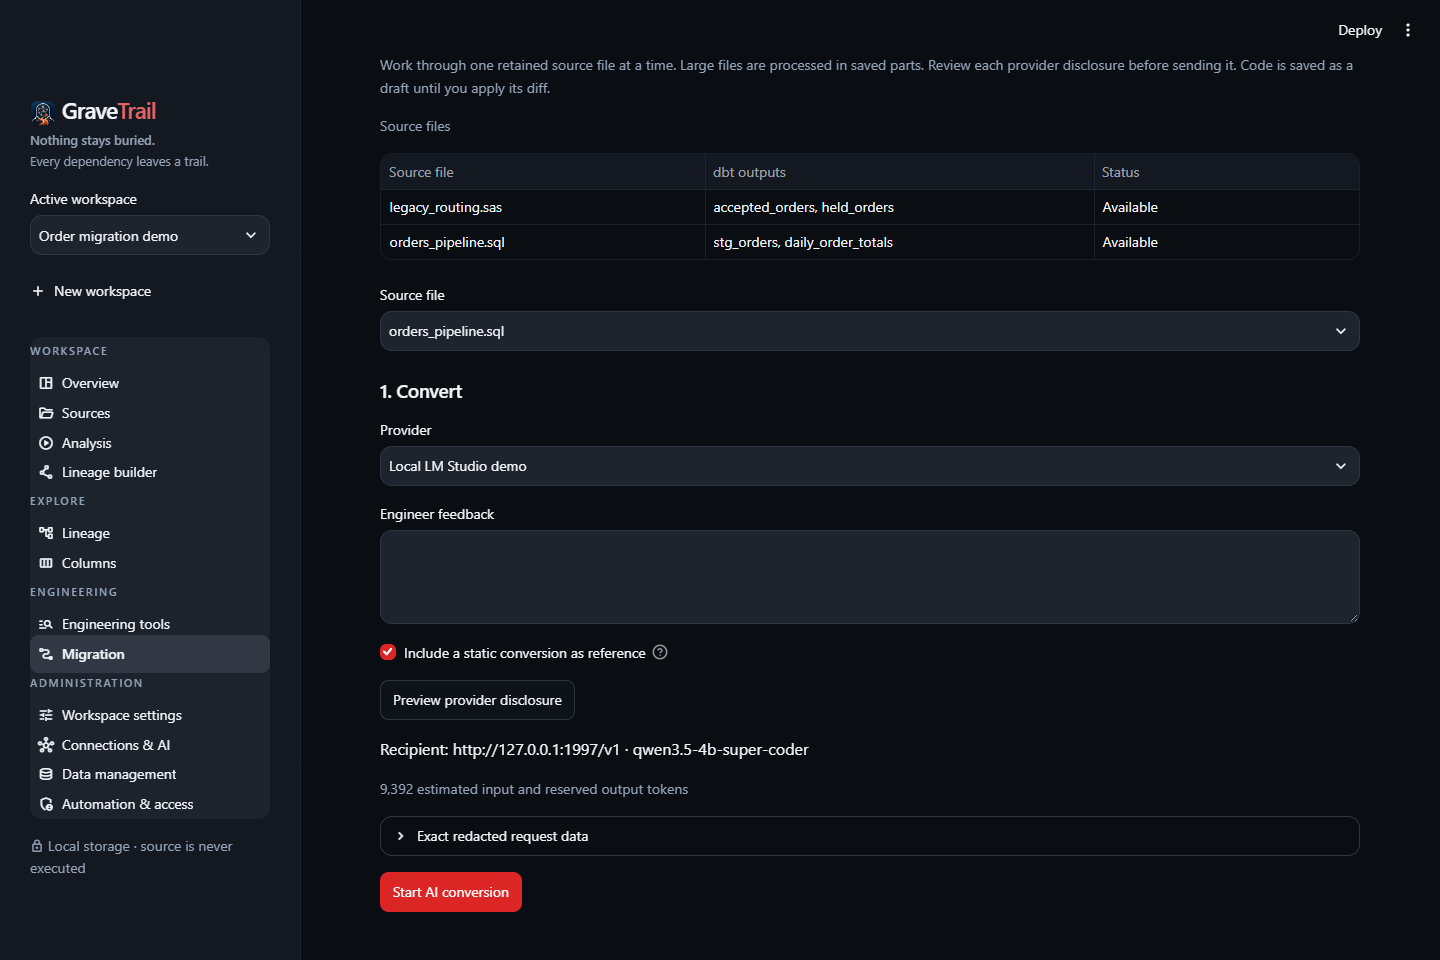 Deploy
GraveTrail
Nothing stays buried.
Every dependency leaves a trail.
Active workspace
Order migration demo
New workspace
WORKSPACE
Overview
Sources
Analysis
Lineage builder
EXPLORE
Lineage
Columns
ENGINEERING
Engineering tools
Migration
ADMINISTRATION
Workspace settings
Connections & AI
Data management
Automation & access
Local storage · source is never
executed
Work through one retained source file at a time. Large files are processed in saved parts. Review each provider disclosure before sending it. Code is saved as a
draft until you apply its diff.
Source files
Source file dbt outputs Status
legacy_routing.sas accepted_orders, held_orders Available
orders_pipeline.sql stg_orders, daily_order_totals Available
Source file
orders_pipeline.sql
1. Convert
Provider
Local LM Studio demo
Engineer feedback
Include a static conversion as reference
Preview provider disclosure
Recipient: http://127.0.0.1:1997/v1 · qwen3.5-4b-super-coder
9,392 estimated input and reserved output tokens
Exact redacted request data
Start AI conversion